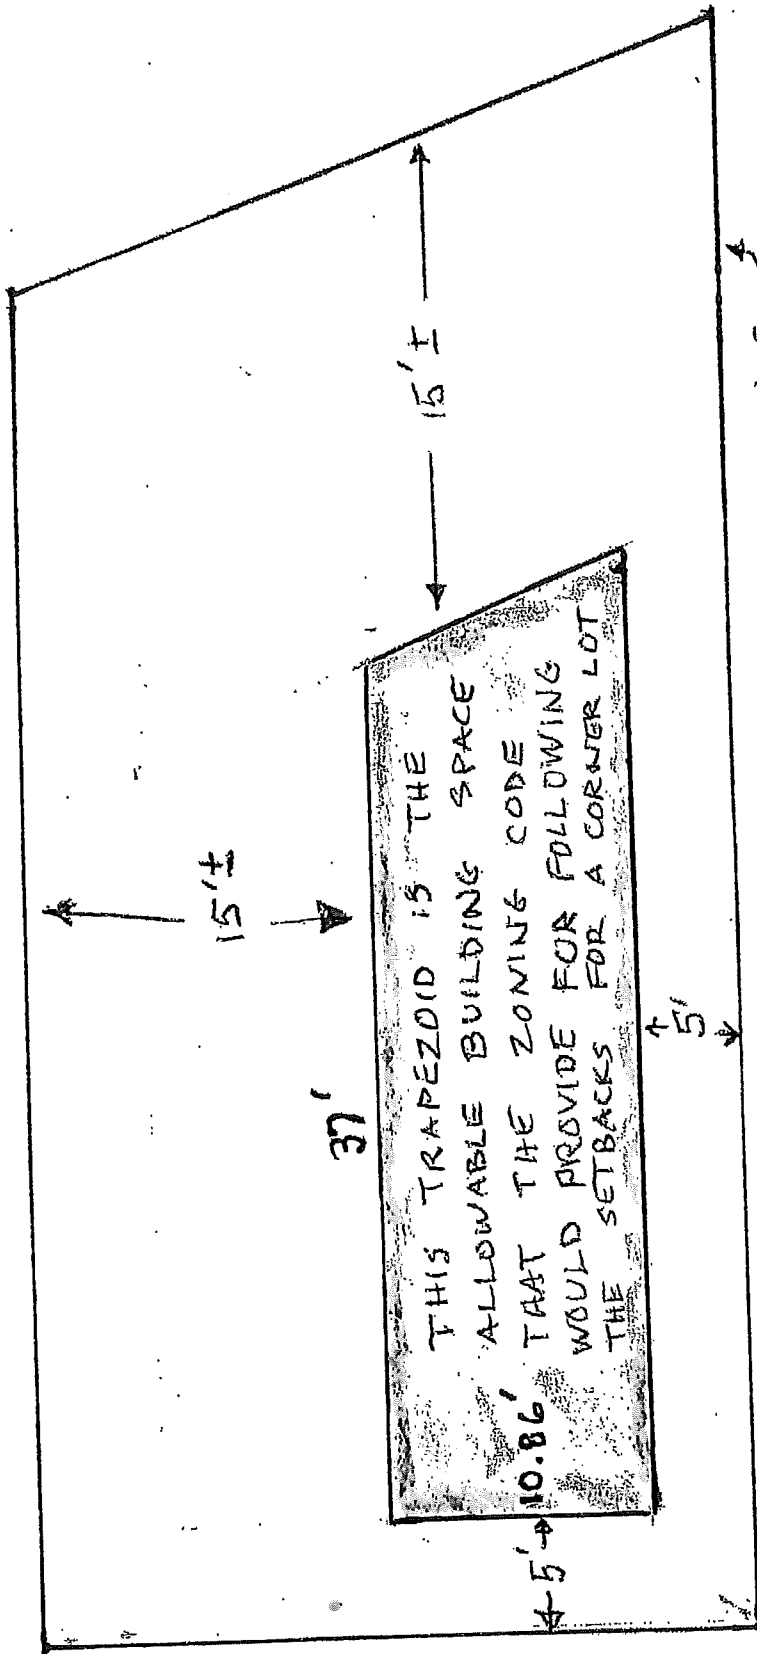 15'±
15'±
37'
THIS TRAPEZOID IS THE
ALLOWABLE BUILDING SPACE
THAT THE ZONING CODE
WOULD PROVIDE FOR FOLLOWING
THE SETBACKS FOR A CORNER LOT
10.86'
5'
5'